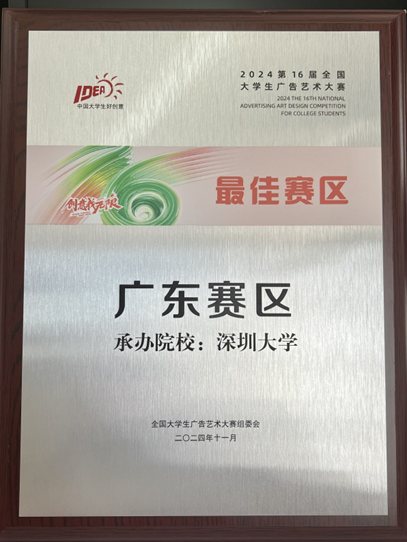 IDEA
中国大学生好创意
2024第16届全国
大学生广告艺术大赛
2024 THE 16TH NATIONAL
ADVERTISING ART DESIGN COMPETITION
FOR COLLEGE STUDENTS
创意我无限
最佳赛区
广东赛区
承办院校：深圳大学
全国大学生广告艺术大赛组委会
二〇二四年十一月